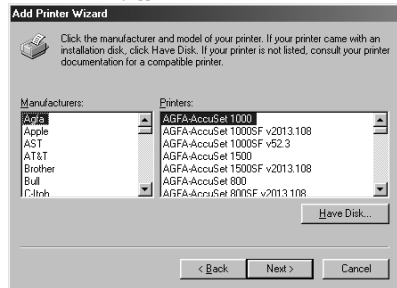 Add Printer Wizard
Click the manufacturer and model of your printer. If your printer came with an
installation disk, click Have Disk. If your printer is not listed, consult your printer
documentation for a compatible printer.
Manufacturers:
Agfa
Apple
AST
AT&T
Brother
Bull
C-Itoh
Printers:
AGFA-AccuSet 1000
AGFA-AccuSet 1000SF v2013.108
AGFA-AccuSet 1000SF v52.3
AGFA-AccuSet 1500
AGFA-AccuSet 1500SF v2013.108
AGFA-AccuSet 800
AGFA-AccuSet 800SF v2013.108
Have Disk...
< Back
Next >
Cancel